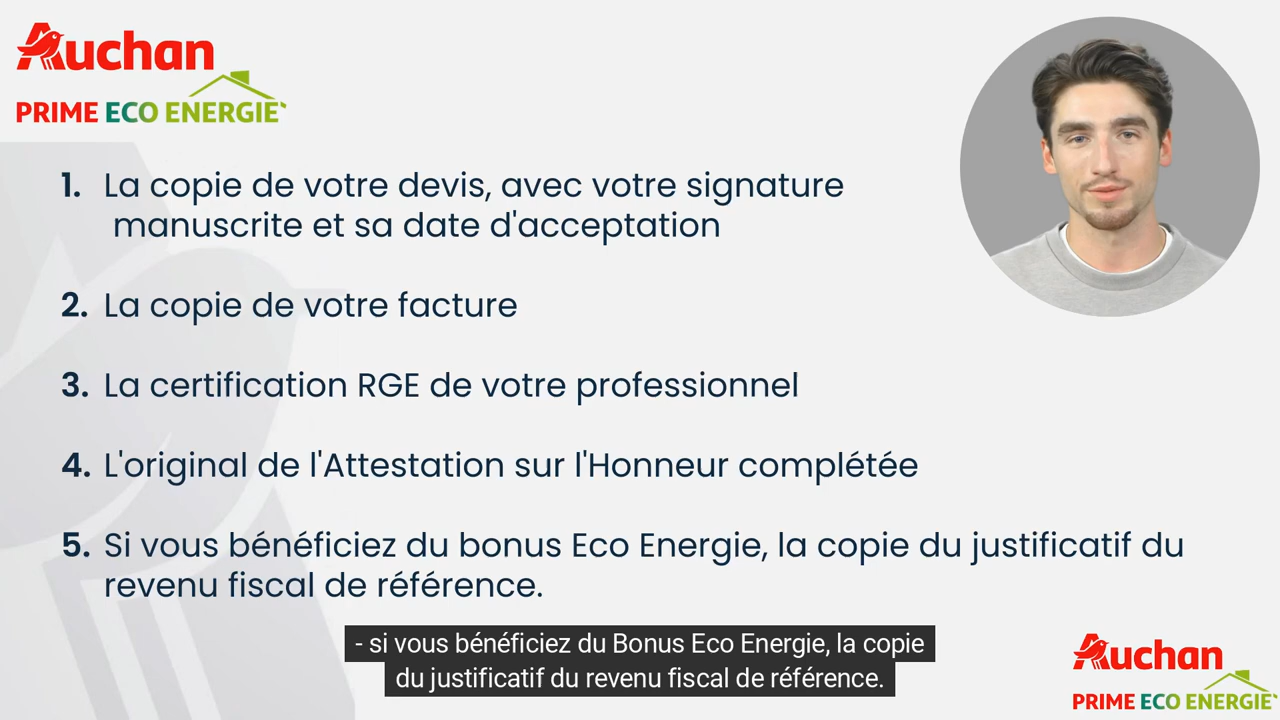 Auchan
PRIME ECO ENERGIE
1. La copie de votre devis, avec votre signature
manuscrite et sa date d'acceptation
2. La copie de votre facture
3. La certification RGE de votre professionnel
4. L'original de l'Attestation sur l'Honneur complétée
5. Si vous bénéficiez du bonus Eco Energie, la copie du justificatif du
revenu fiscal de référence.
- si vous bénéficiez du Bonus Eco Energie, la copie
du justificatif du revenu fiscal de référence.
Auchan
PRIME ECO ENERGIE